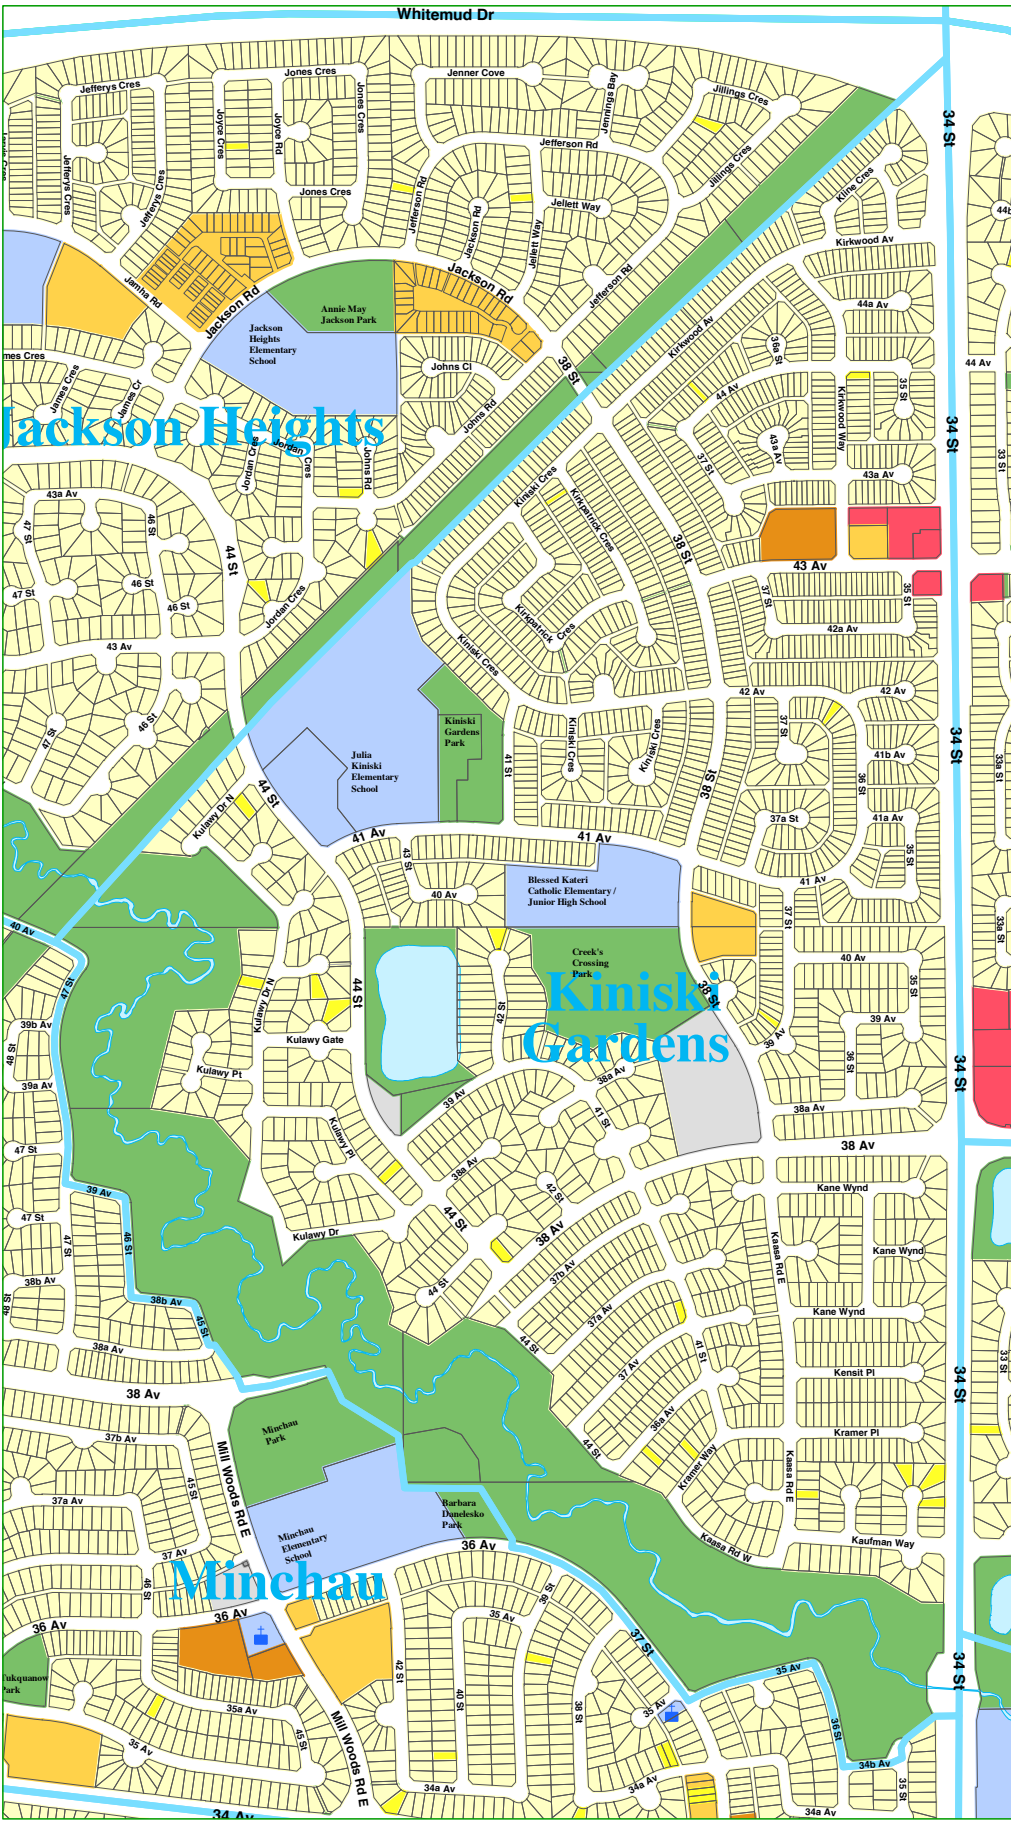 Whitemud Dr
Jefferys Cres
Jones Cres
Jenner Cove
Jennings Bay
Jillings Cres
34 St
Joyce Cres
Joyce Rd
Jones Cres
Jefferson Rd
Jillings Cres
Jefferys Cres
Jefferys Cres
Jones Cres
Jefferson Rd
Jackson Rd
Jellett Way
Jellett Way
Kline Cres
Kirkwood Av
Jamha Rd
Jackson Rd
Jackson Rd
Jefferson Rd
44a Av
Annie May
Jackson Park
Jackson
Heights
Elementary
School
Kirkwood Av
36a St
mes Cres
James Cres
James Cr
Johns Cl
38 St
44 Av
44 Av
35 St
Kirkwood Way
Johns Rd
Jackson Heights
34 St
Jordan Cres
Jordan
Cres
Johns Rd
43a Av
37 St
43a Av
33 St
43a Av
47 St
46 St
44 St
Kiniski Cres
Kirkpatrick Cres
38 St
43 Av
47 St
46 St
46 St
Jordan Cres
37 St
35 St
Kirkpatrick
Cres
42a Av
43 Av
Kiniski Cres
42 Av
42 Av
47 St
46 St
Kiniski
Gardens
Park
Kiniski Cres
Kiniski Cres
37 St
34 St
41b Av
41 St
Julia
Kiniski
Elementary
School
38 St
36 St
33a St
44 St
Kulawy Dr N
37a St
41a Av
41 Av
41 Av
43 St
35 St
40 Av
Blessed Kateri
Catholic Elementary /
Junior High School
41 Av
37 St
33a St
40 Av
Creek's
Crossing
Park
40 Av
47 St
Kulawy Dr N
44 St
42 St
Kiniski
Gardens
38 St
35 St
39b Av
48 St
Kulawy Gate
39 Av
39 Av
36 St
39a Av
Kulawy Pt
38a Av
34 St
39 Av
41 St
38a Av
47 St
Kulawy Pl
38a Av
38 Av
39 Av
42 St
Kane Wynd
47 St
47 St
46 St
44 St
38 Av
Kulawy Dr
Kaasa Rd E
Kane Wynd
38b Av
48 St
38b Av
45 St
44 St
37b Av
37a Av
Kane Wynd
38a Av
44 St
41 St
33 St
37 Av
Kensit Pl
34 St
38 Av
Minchau
Park
36a Av
Kramer Pl
37b Av
Mill Woods Rd E
44 St
Kramer Way
Kaasa Rd E
45 St
37a Av
Barbara
Danelesko
Park
Minchau
Elementary
School
36 Av
Kaasa Rd W
Kaufman Way
37 Av
Minchau
46 St
36 Av
36 Av
35 Av
39 St
37 St
Tukquanow
Park
42 St
40 St
38 St
35 Av
35 Av
34 St
35a Av
45 St
35 Av
Mill Woods Rd E
36 St
34b Av
34a Av
34a Av
35 St
34a Av
34 Av